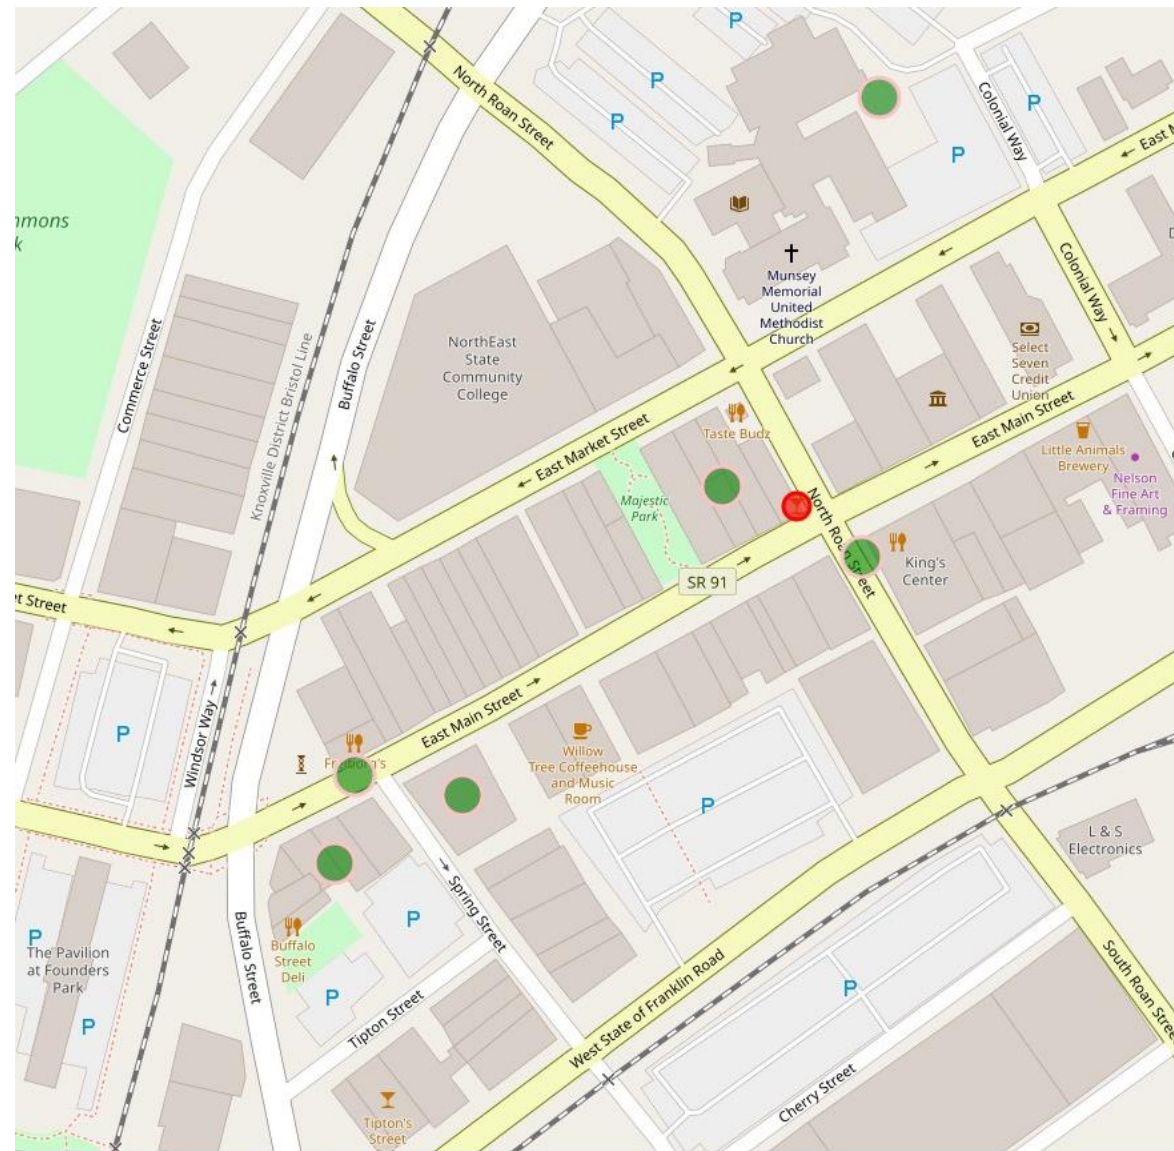 P
P
P
P
P
North Roan Street
Colonial Way
East M
mmons
k
Munsey
Memorial
United
Methodist
Church
Colonial Way
D
Select
Seven
Credit
Union
NorthEast
State
Community
College
Buffalo Street
Commerce Street
Knoxville District Bristol Line
Taste Budz
East Main Street
Little Animals
Brewery
Nelson
Fine Art
& Framing
East Market Street
Majestic
Park
North Roan Street
King's
Center
SR 91
et Street
P
Windsor Way
East Main Street
Willow
Tree Coffeehouse
and Music
Room
P
L & S
Electronics
Spring Street
P
P
Buffalo Street
Buffalo
Street
Deli
P
The Pavilion
at Founders
Park
P
P
Tipton Street
West State of Franklin Road
South Roan Stree
Cherry Street
Tipton's
Street